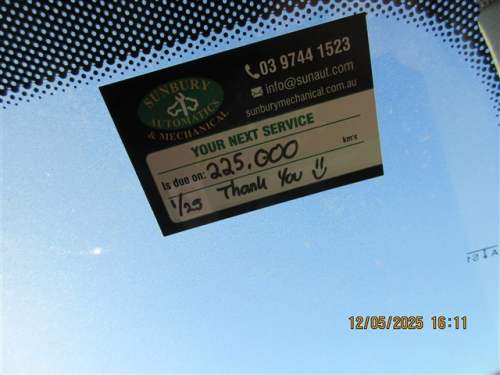 SUNBURY
AUTOMATICS
& MECHANICAL
03 9744 1523
info@sunaut.com
sunburymechanical.com.au
YOUR NEXT SERVICE
Is due on: 225,000 km's
1/25 Thank You
12/05/2025 16:11